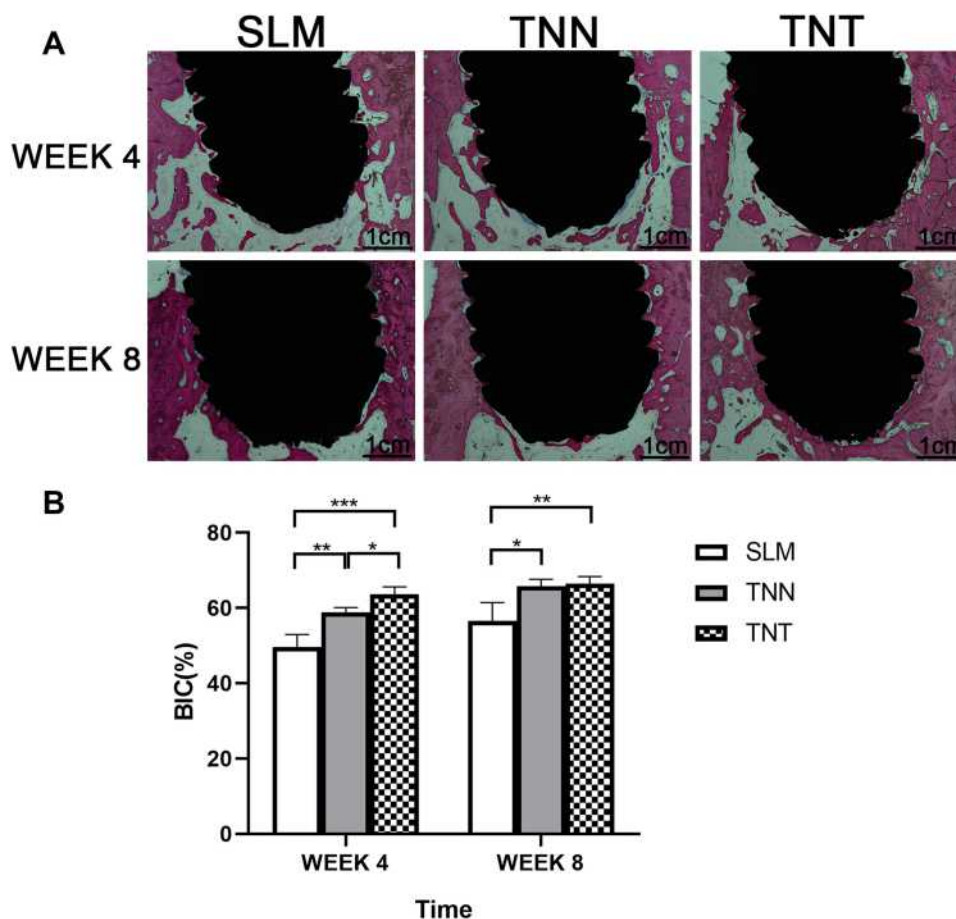 A
SLM TNN TNT
WEEK 4
1cm 1cm 1cm
WEEK 8
1cm 1cm 1cm
B
*** **
** * *
80
60
40
20
0
BIC(%)
SLM
TNN
TNT
WEEK 4 WEEK 8
Time